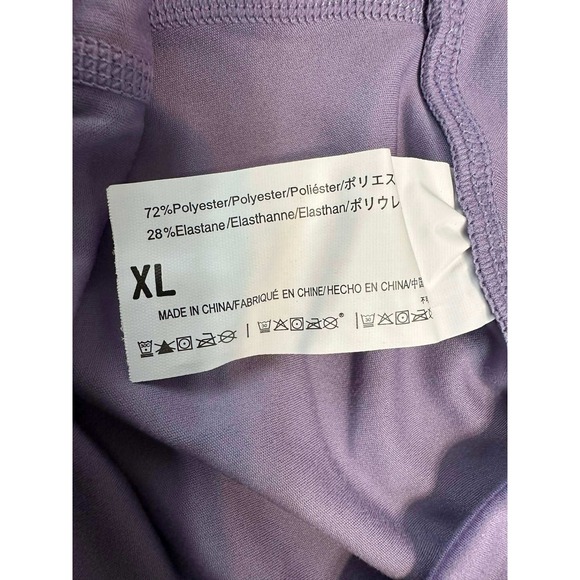 72%Polyester/Polyester/Poliéster/ポリエス
28%Elastane/Elasthanne/Elasthan/ポリウレ
XL
MADE IN CHINA/FABRIQUÉ EN CHINE/HECHO EN CHINA/中国